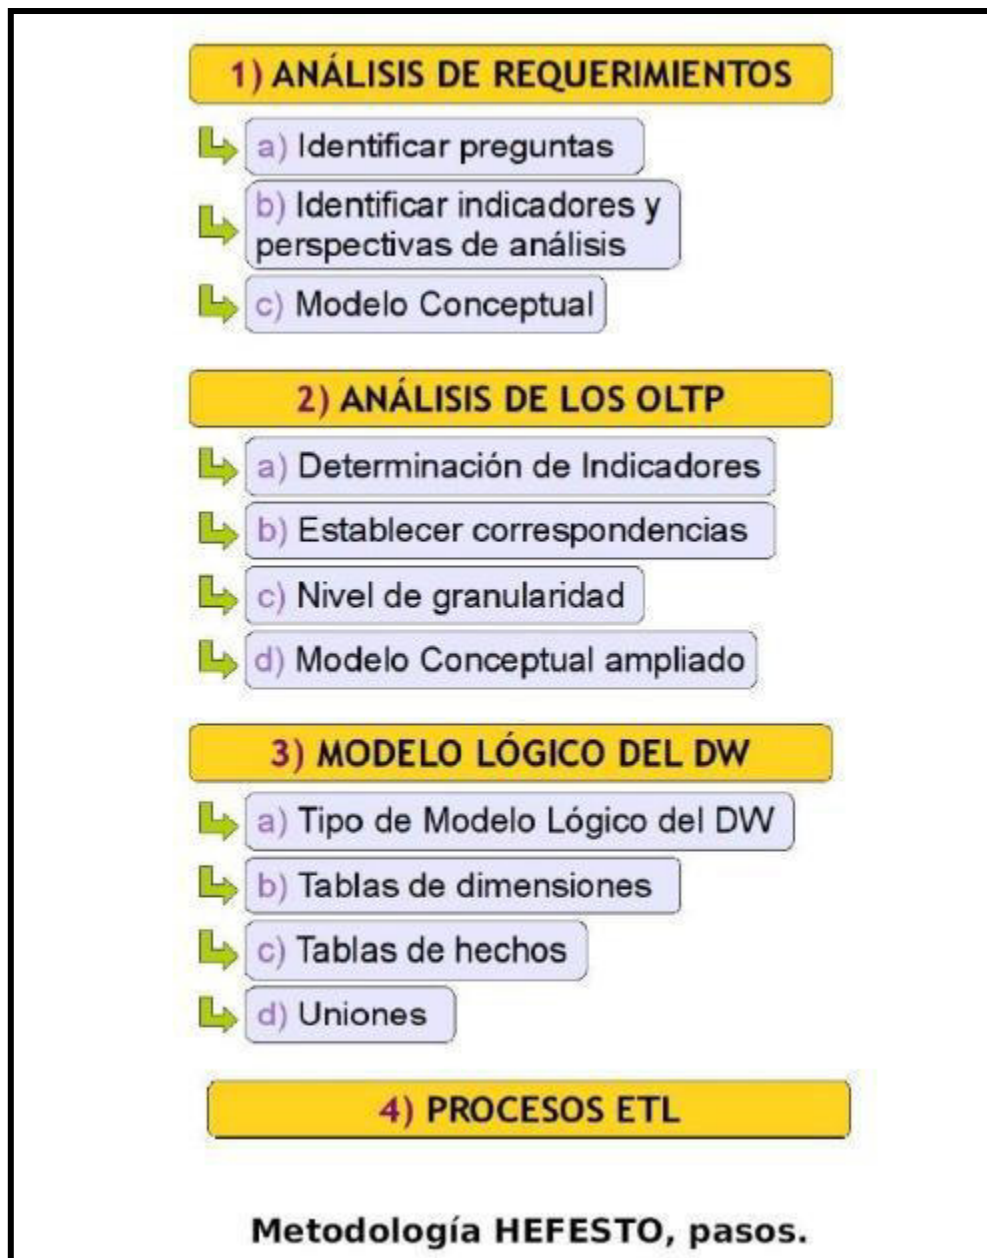 1) ANÁLISIS DE REQUERIMIENTOS
a) Identificar preguntas
b) Identificar indicadores y
perspectivas de análisis
c) Modelo Conceptual
2) ANÁLISIS DE LOS OLTP
a) Determinación de Indicadores
b) Establecer correspondencias
c) Nivel de granularidad
d) Modelo Conceptual ampliado
3) MODELO LÓGICO DEL DW
a) Tipo de Modelo Lógico del DW
b) Tablas de dimensiones
c) Tablas de hechos
d) Uniones
4) PROCESOS ETL
Metodología HEFESTO, pasos.